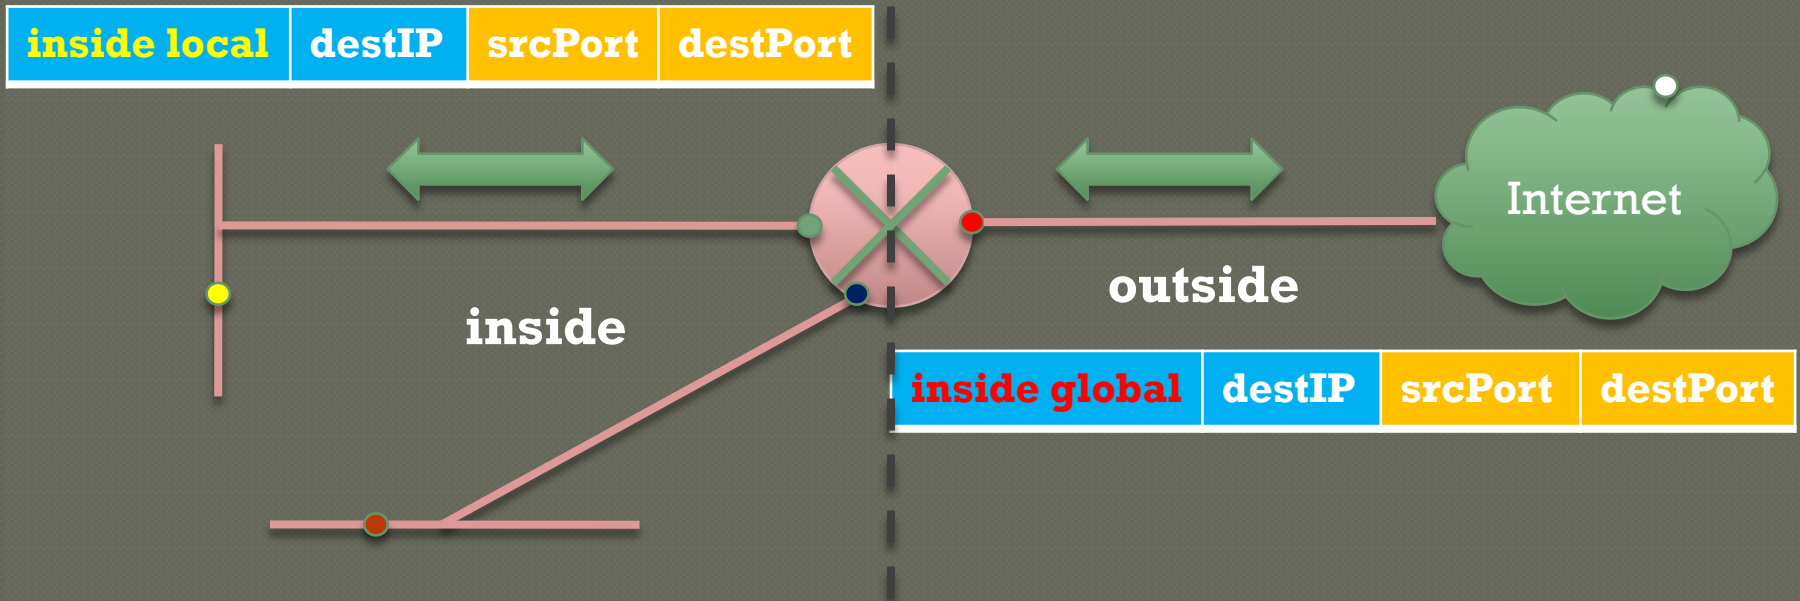 inside local destIP srcPort destPort
Internet
outside
inside
inside global destIP srcPort destPort